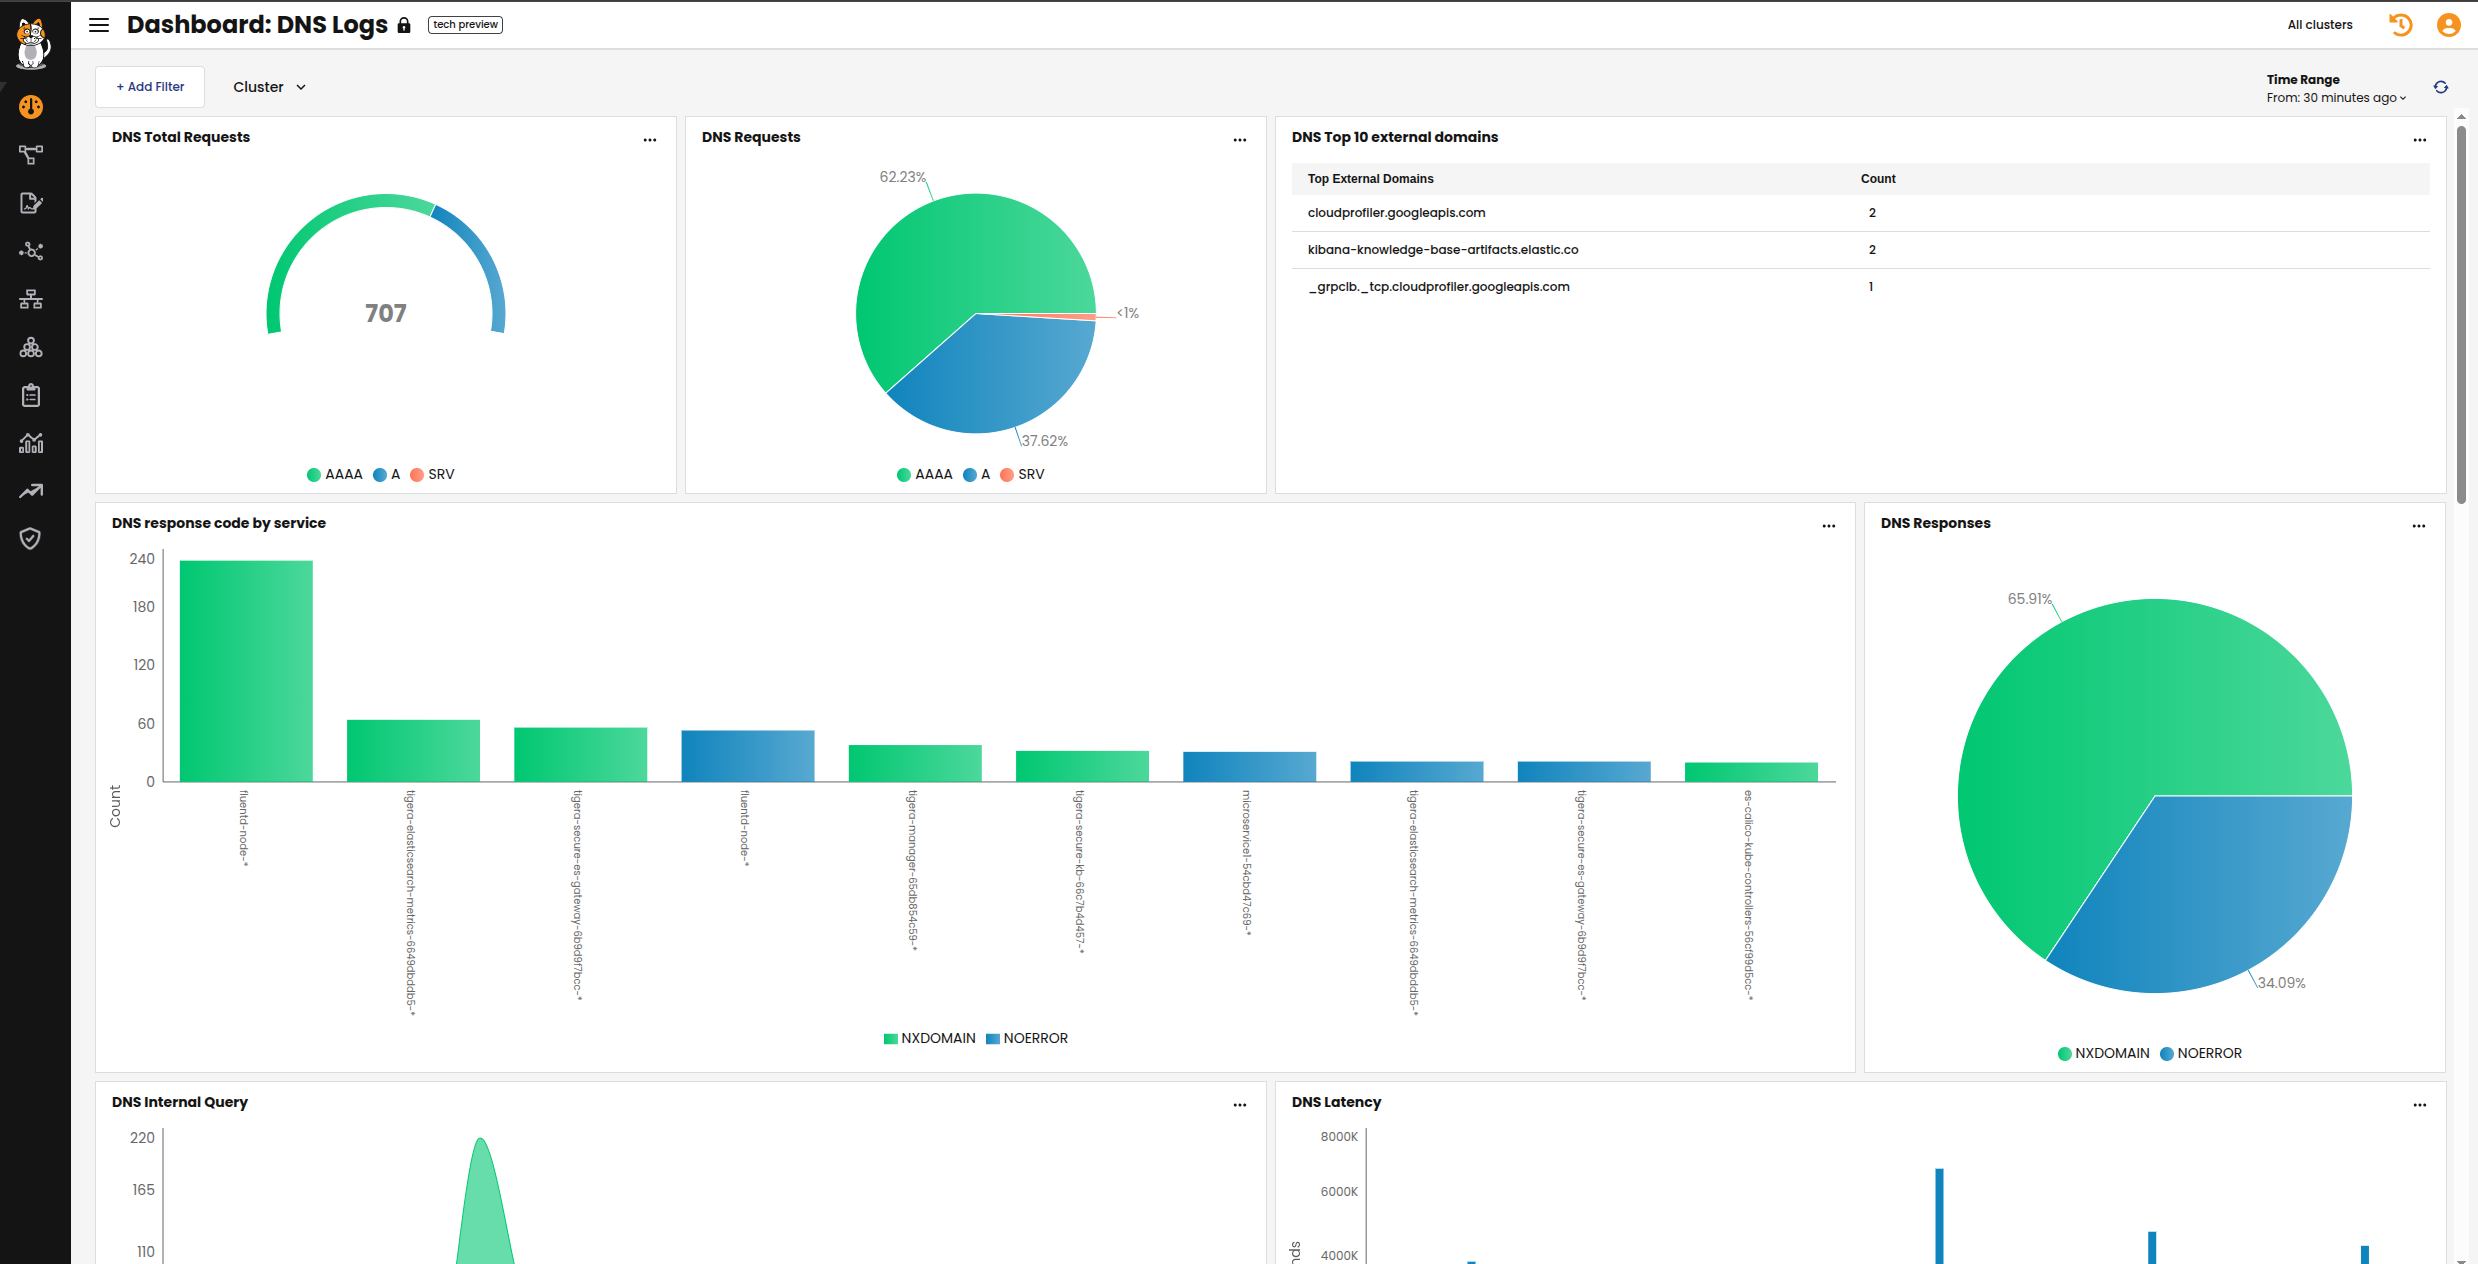 Dashboard: DNS Logs
tech preview
All clusters
+ Add Filter
Cluster
Time Range
From: 30 minutes ago
DNS Total Requests
707
AAAA A SRV
DNS Requests
62.23%
<1%
37.62%
AAAA A SRV
DNS Top 10 external domains
Top External Domains Count
cloudprofiler.googleapis.com 2
kibana-knowledge-base-artifacts.elastic.co 2
_grpclb._tcp.cloudprofiler.googleapis.com 1
DNS response code by service
240
180
120
60
0
Count
fluentd-node-*
tigera-elasticsearch-metrics-6649dbddb5-*
tigera-secure-es-gateway-6b9d9f7bcc-*
fluentd-node-*
tigera-manager-65db854c59-*
tigera-secure-kb-66c7b4d457-*
microservice1-54cbd47c69-*
tigera-elasticsearch-metrics-6649dbddb5-*
tigera-secure-es-gateway-6b9d9f7bcc-*
es-calico-kube-controllers-56cf99d5cc-*
NXDOMAIN NOERROR
DNS Responses
65.91%
34.09%
NXDOMAIN NOERROR
DNS Internal Query
220
165
110
DNS Latency
8000K
6000K
4000K
nds